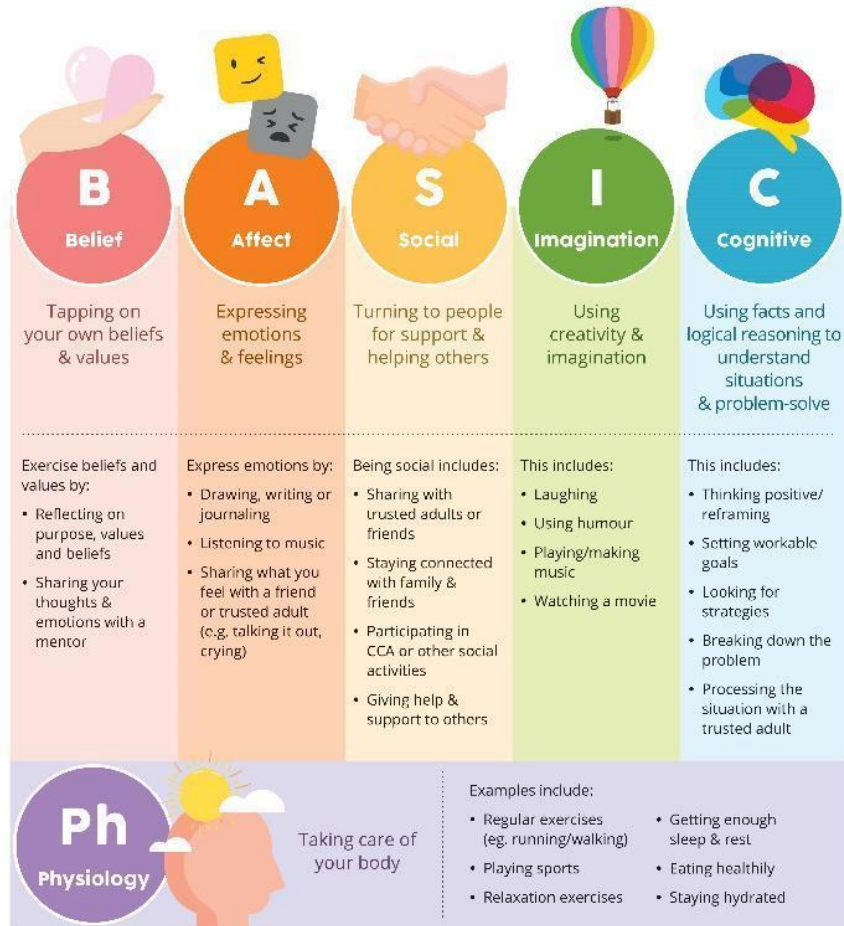 B
Belief
Tapping on
your own beliefs
& values
Exercise beliefs and
values by:
• Reflecting on
purpose, values
and beliefs
• Sharing your
thoughts &
emotions with a
mentor
A
Affect
Expressing
emotions
& feelings
Express emotions by:
• Drawing, writing or
journaling
• Listening to music
• Sharing what you
feel with a friend
or trusted adult
(e.g. talking it out,
crying)
S
Social
Turning to people
for support &
helping others
Being social includes:
• Sharing with
trusted adults or
friends
• Staying connected
with family &
friends
• Participating in
CCA or other social
activities
• Giving help &
support to others
I
Imagination
Using
creativity &
imagination
This includes:
• Laughing
• Using humour
• Playing/making
music
• Watching a movie
C
Cognitive
Using facts and
logical reasoning to
understand
situations
& problem-solve
This includes:
• Thinking positive/
reframing
• Setting workable
goals
• Looking for
strategies
• Breaking down the
problem
• Processing the
situation with a
trusted adult
Ph
Physiology
Taking care of
your body
Examples include:
• Regular exercises
(eg. running/walking)
• Playing sports
• Relaxation exercises
• Getting enough
sleep & rest
• Eating healthily
• Staying hydrated